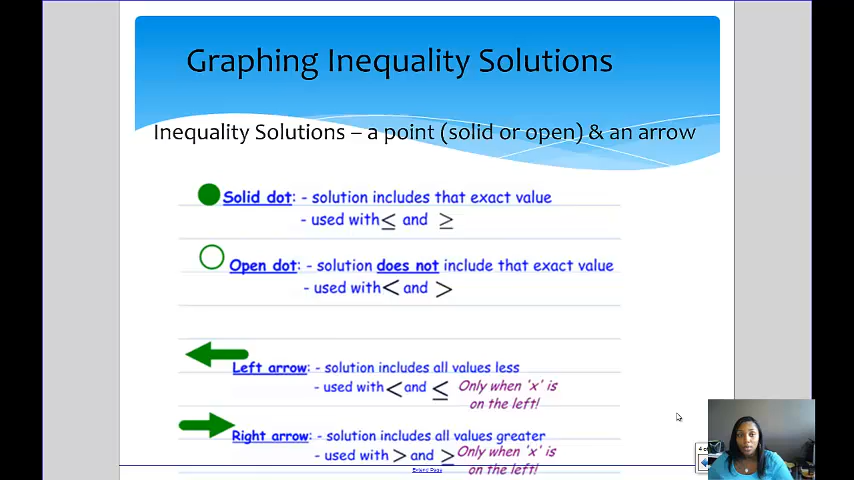 Graphing Inequality Solutions
Inequality Solutions – a point (solid or open) & an arrow
Solid dot: - solution includes that exact value
- used with ≤ and ≥
Open dot: - solution does not include that exact value
- used with < and >
Left arrow: - solution includes all values less
- used with < and ≤ Only when 'x' is
on the left!
Right arrow: - solution includes all values greater
- used with > and ≥ Only when 'x' is
on the left!